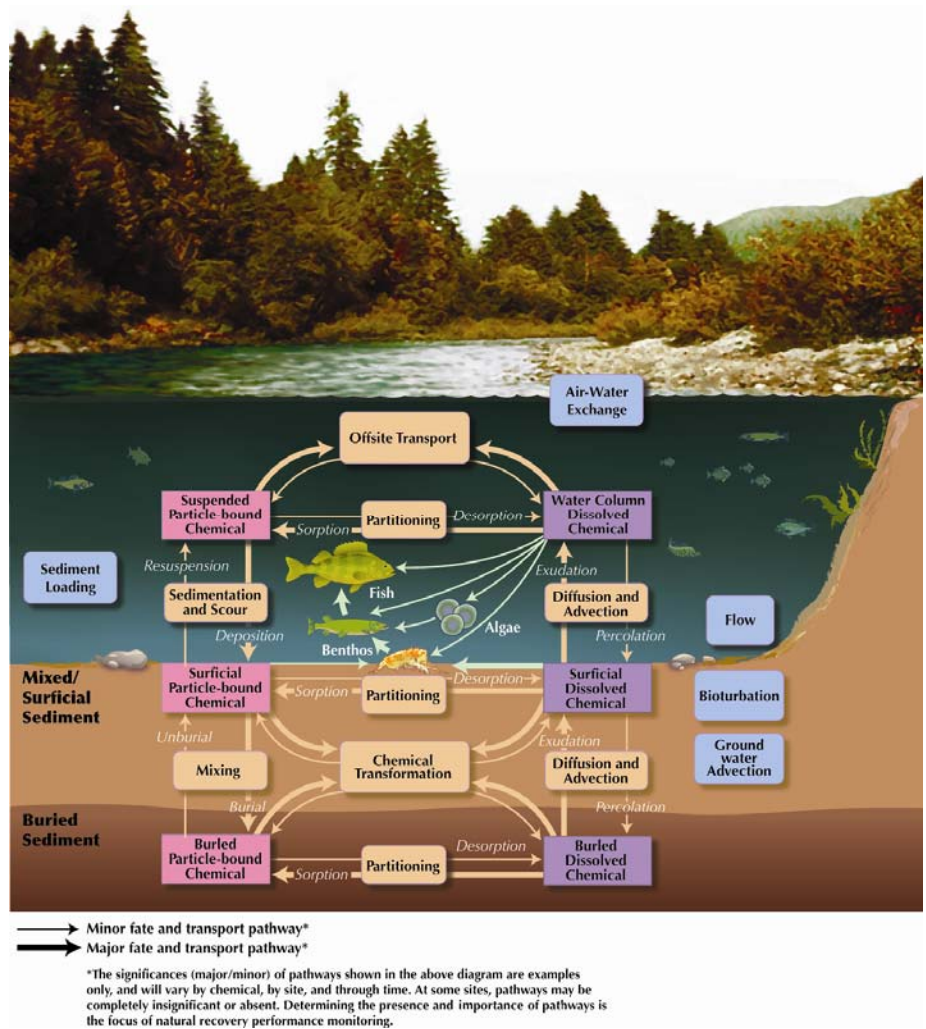 Air-Water
Exchange
Offsite Transport
Suspended
Particle-bound
Chemical
Water Column
Dissolved
Chemical
Partitioning
Desorption
Sorption
Resuspension
Exudation
Sediment
Loading
Sedimentation
and Scour
Fish
Diffusion and
Advection
Algae
Flow
Deposition
Benthos
Percolation
Mixed/
Surficial
Sediment
Surficial
Particle-bound
Chemical
Desorption
Sorption
Partitioning
Surficial
Dissolved
Chemical
Bioturbation
Unburial
Exudation
Ground
water
Advection
Mixing
Chemical
Transformation
Diffusion and
Advection
Burial
Percolation
Buried
Sediment
Burled
Particle-bound
Chemical
Desorption
Sorption
Partitioning
Burled
Dissolved
Chemical
Minor fate and transport pathway*
Major fate and transport pathway*
*The significances (major/minor) of pathways shown in the above diagram are examples
only, and will vary by chemical, by site, and through time. At some sites, pathways may be
completely insignificant or absent. Determining the presence and importance of pathways is
the focus of natural recovery performance monitoring.